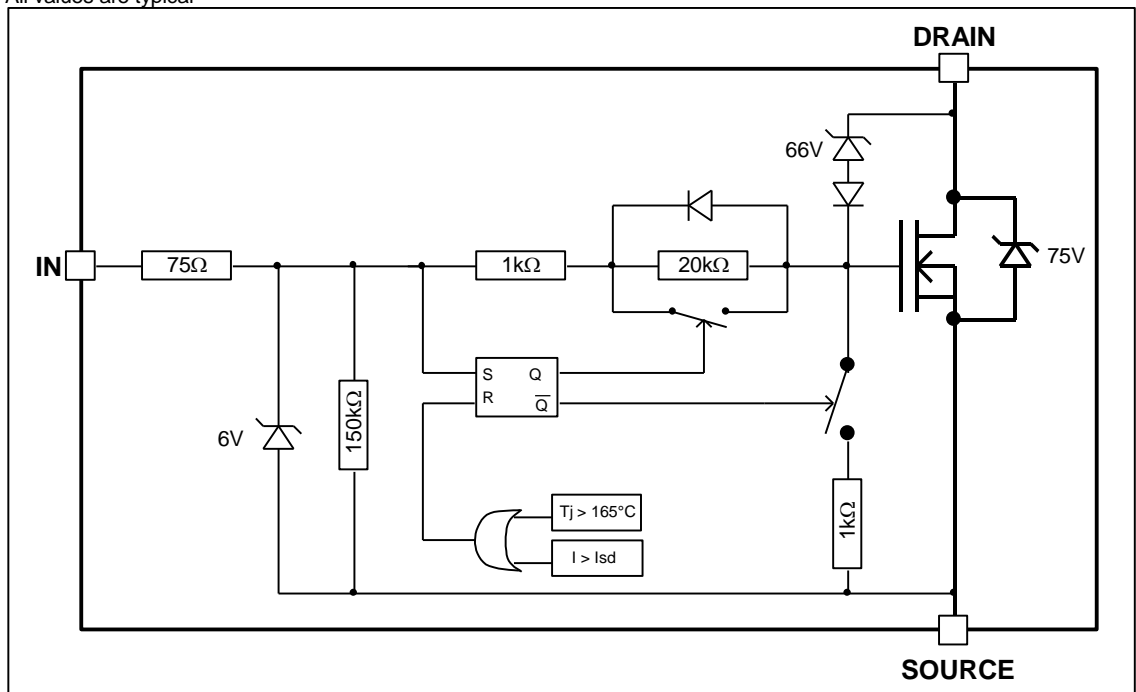 All values are typical
DRAIN
66V
75V
IN
75Ω
1kΩ
20kΩ
S Q
R Q̅
6V
150kΩ
Tj > 165°C
I > Isd
1kΩ
SOURCE